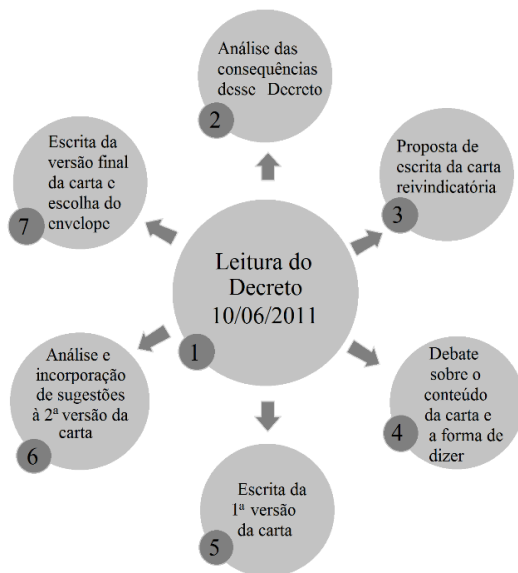 Leitura do
Decreto
10/06/2011
1
Análise das
consequências
desse Decreto
2
Proposta de
escrita da carta
reivindicatória
3
Debate
sobre o
conteúdo
da carta e
a forma de
dizer
4
Escrita da
1ª versão
da carta
5
Análise e
incorporação
de sugestões
à 2ª versão da
carta
6
Escrita da
versão final
da carta e
escolha do
envelope
7